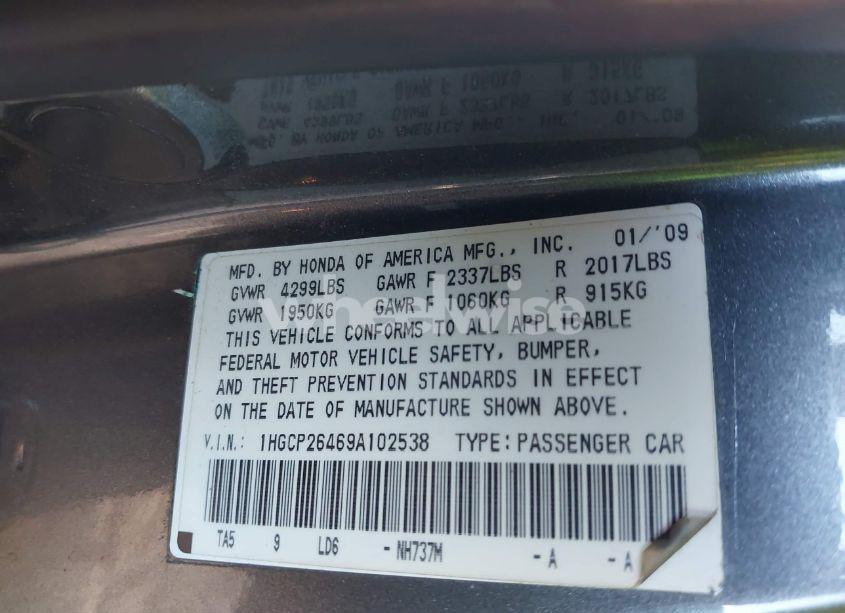 MFD. BY HONDA OF AMERICA MFG., INC. 01/'09
GVWR 4299LBS GAWR F 2337LBS R 2017LBS
GVWR 1950KG GAWR F 1060KG R 915KG
THIS VEHICLE CONFORMS TO ALL APPLICABLE
FEDERAL MOTOR VEHICLE SAFETY, BUMPER,
AND THEFT PREVENTION STANDARDS IN EFFECT
ON THE DATE OF MANUFACTURE SHOWN ABOVE.
V.I.N.: 1HGCP26469A102538 TYPE:PASSENGER CAR
TA5 9 LD6 - NH737M -A -A
wheelwise